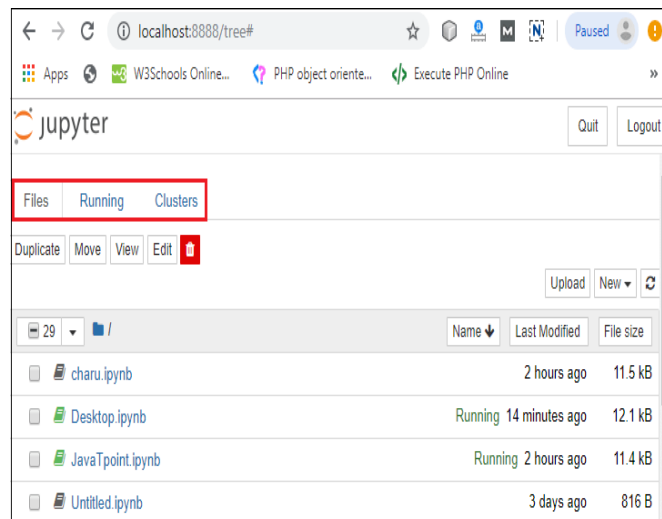 localhost:8888/tree# M N Paused
Apps W3Schools Online... PHP object oriente... Execute PHP Online »
jupyter Quit Logout
Files Running Clusters
Duplicate Move View Edit
Upload New
29 / Name Last Modified File size
charu.ipynb 2 hours ago 11.5 kB
Desktop.ipynb Running 14 minutes ago 12.1 kB
JavaTpoint.ipynb Running 2 hours ago 11.4 kB
Untitled.ipynb 3 days ago 816 B